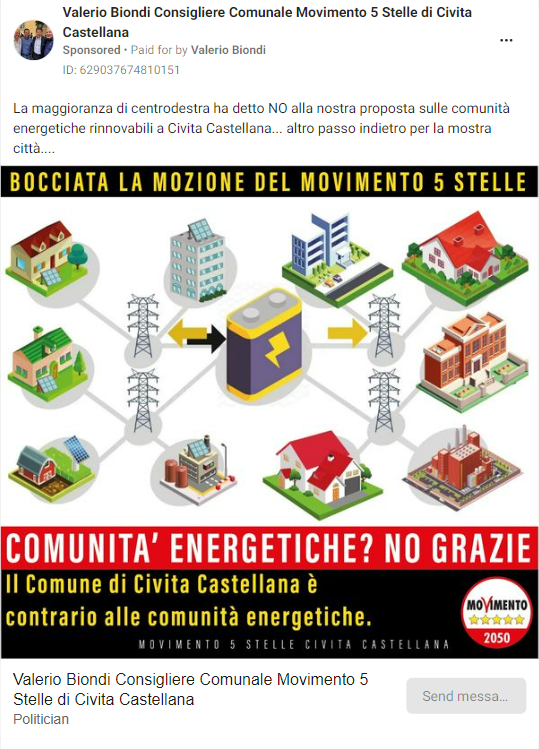 Valerio Biondi Consigliere Comunale Movimento 5 Stelle di Civita
Castellana
Sponsored • Paid for by Valerio Biondi
ID: 629037674810151
La maggioranza di centrodestra ha detto NO alla nostra proposta sulle comunità
energetiche rinnovabili a Civita Castellana... altro passo indietro per la mostra
città....
BOCCIATA LA MOZIONE DEL MOVIMENTO 5 STELLE
COMUNITA' ENERGETICHE? NO GRAZIE
Il Comune di Civita Castellana è
contrario alle comunità energetiche.
MOVIMENTO
2050
MOVIMENTO 5 STELLE CIVITA CASTELLANA
Valerio Biondi Consigliere Comunale Movimento 5
Stelle di Civita Castellana
Politician
Send messa...